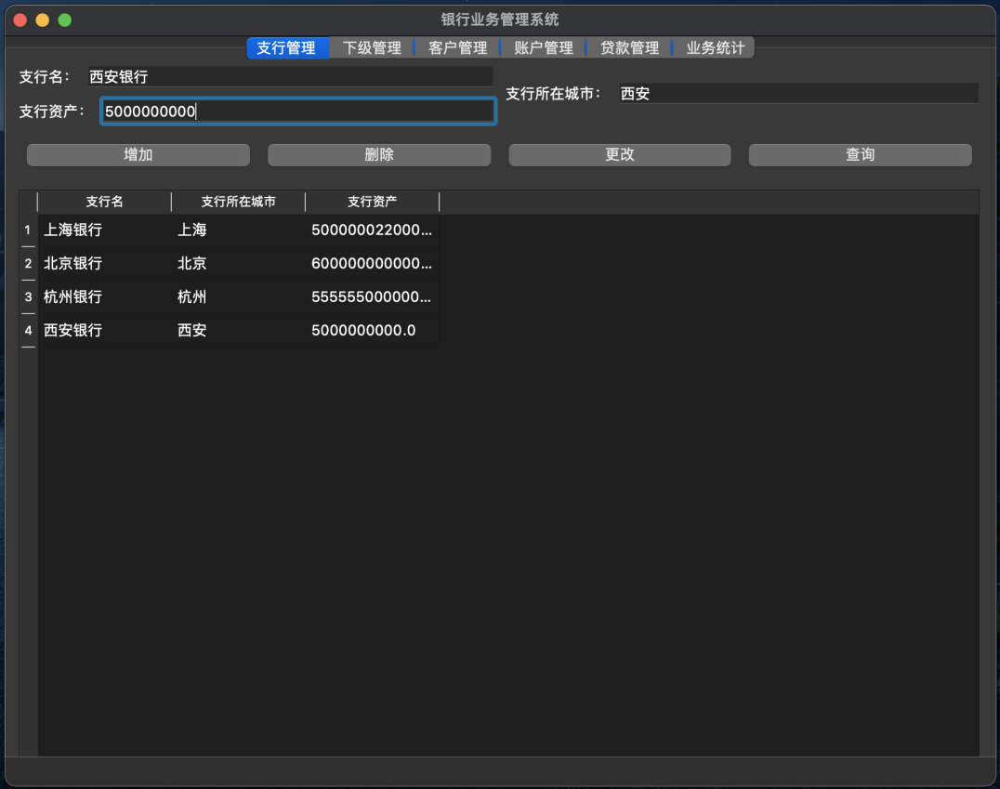 银行业务管理系统
支行管理 下级管理 客户管理 账户管理 贷款管理 业务统计
支行名： 西安银行
支行所在城市： 西安
支行资产： 5000000000
增加 删除 更改 查询
支行名 支行所在城市 支行资产
1 上海银行 上海 500000022000...
2 北京银行 北京 600000000000...
3 杭州银行 杭州 555555000000...
4 西安银行 西安 5000000000.0